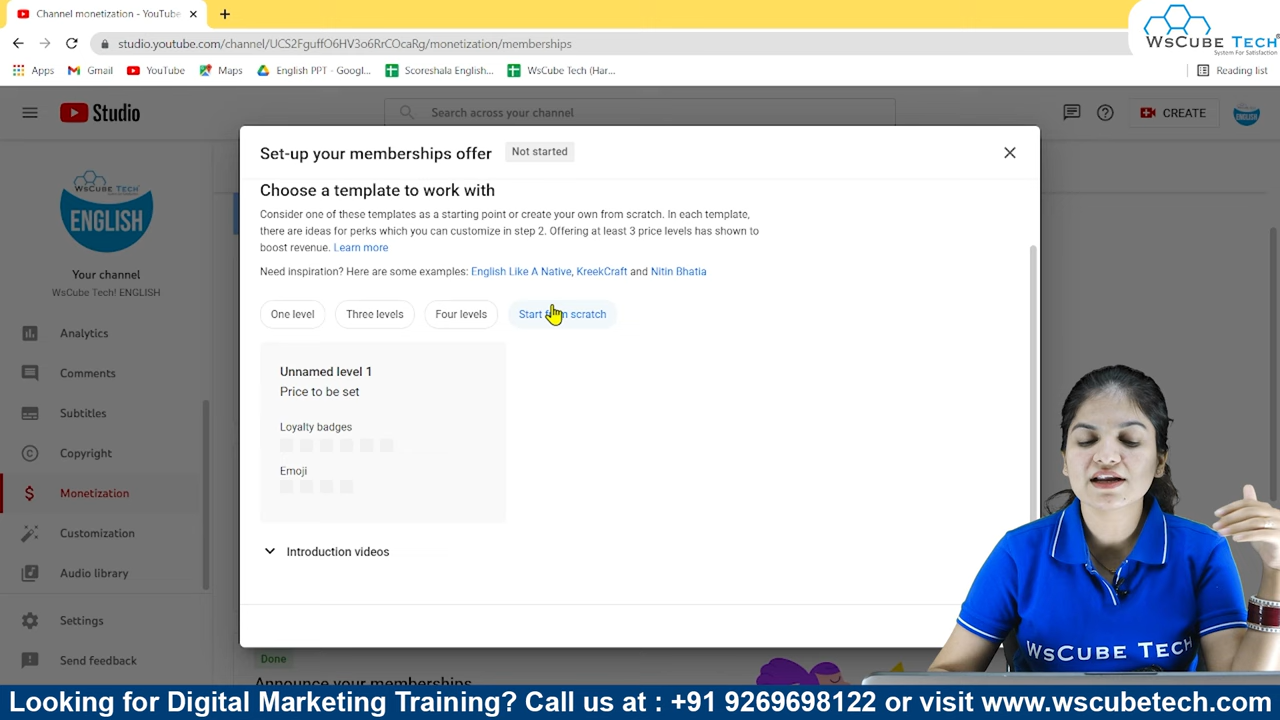 Channel monetization - YouTube
studio.youtube.com/channel/UCS2FguffO6HV3o6RrCOcaRg/monetization/memberships
WsCube Tech
System For Satisfaction
Apps
Gmail
YouTube
Maps
English PPT - Googl...
Scoreshala English...
WsCube Tech (Har...
Reading list
Studio
Search across your channel
CREATE
ENGLISH
Set-up your memberships offer
Not started
WsCube Tech
ENGLISH
Your channel
WsCube Tech! ENGLISH
Analytics
Comments
Subtitles
Copyright
Monetization
Customization
Audio library
Settings
Send feedback
Choose a template to work with
Consider one of these templates as a starting point or create your own from scratch. In each template,
there are ideas for perks which you can customize in step 2. Offering at least 3 price levels has shown to
boost revenue. Learn more
Need inspiration? Here are some examples: English Like A Native, KreekCraft and Nitin Bhatia
One level
Three levels
Four levels
Start from scratch
Unnamed level 1
Price to be set
Loyalty badges
Emoji
Introduction videos
Done
Announce your memberships
WsCube Tech
Looking for Digital Marketing Training? Call us at : +91 9269698122 or visit www.wscubetech.com